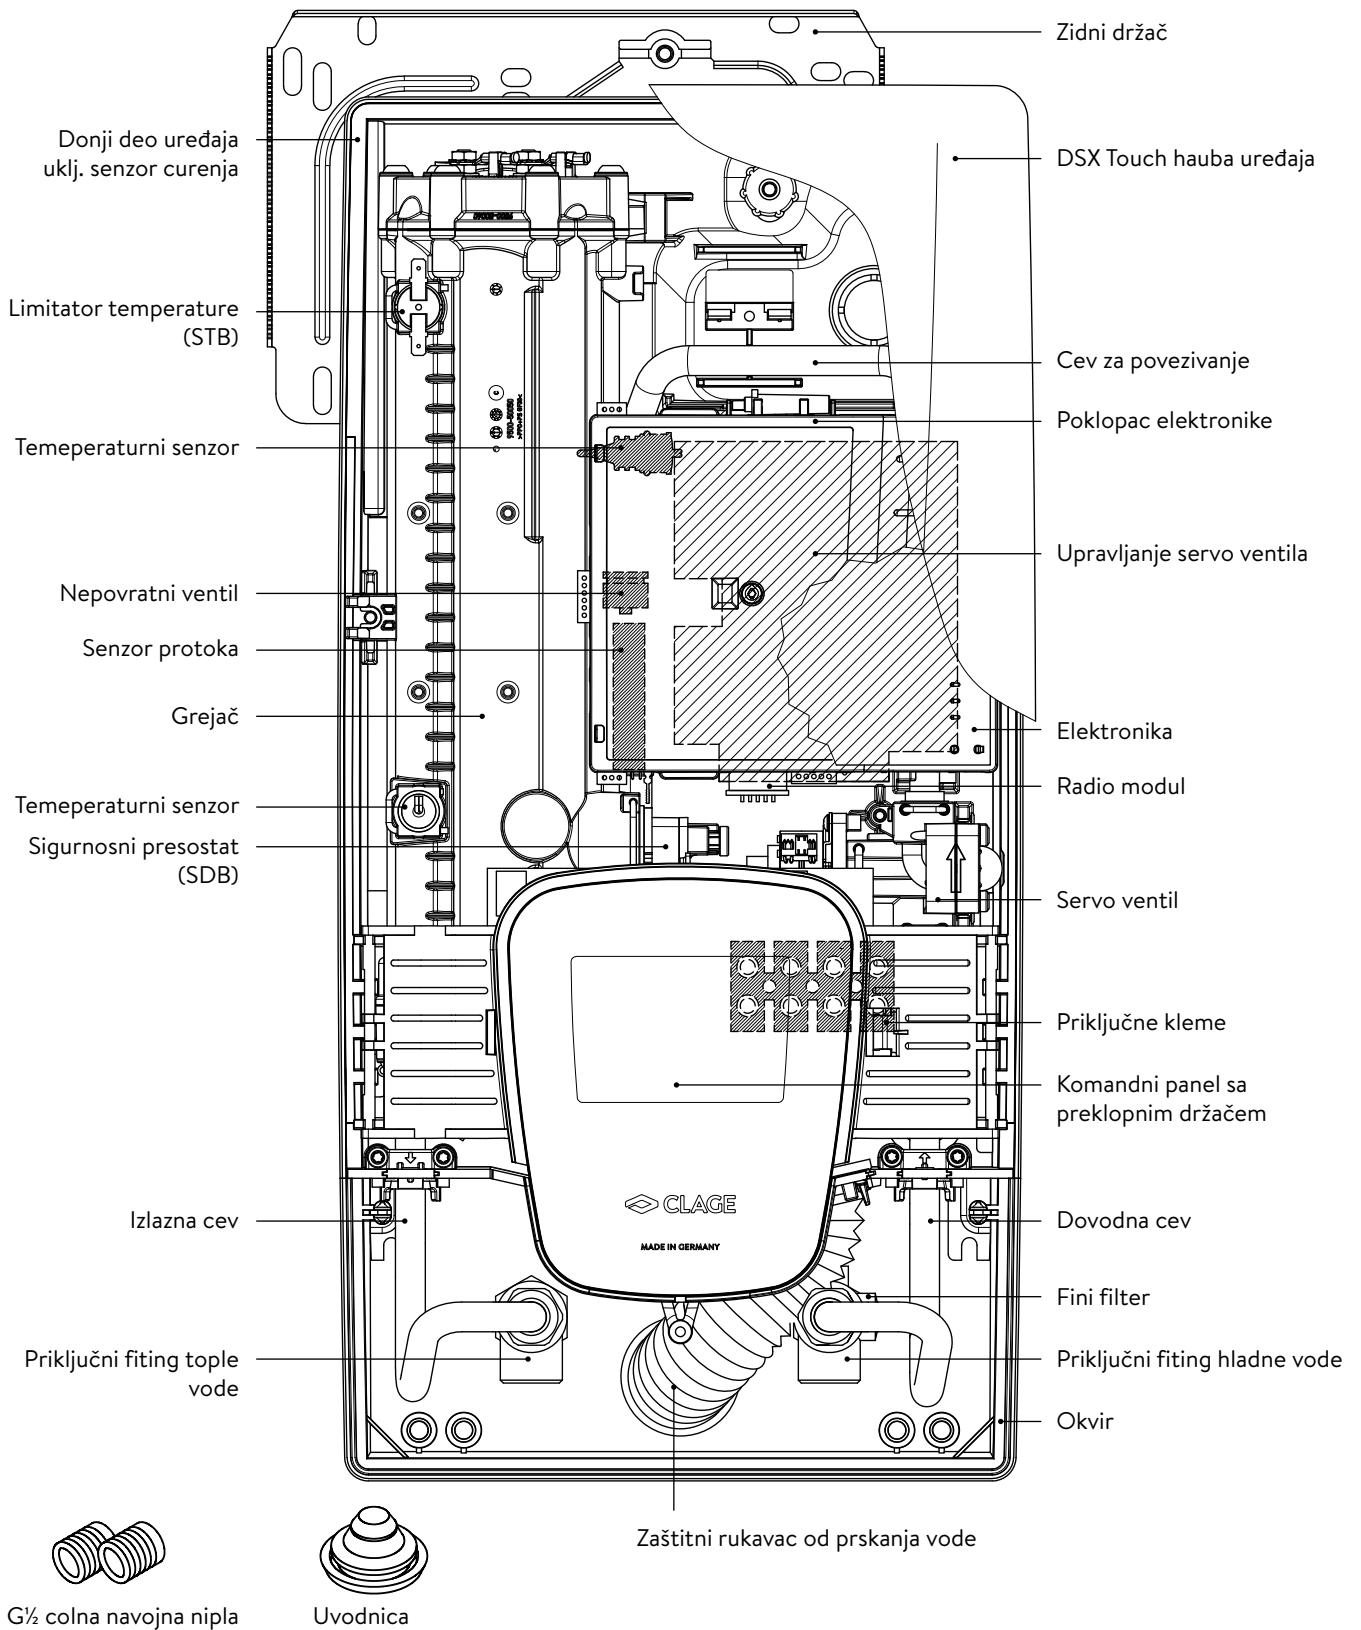 Zidni držač
Donji deo uređaja
uklj. senzor curenja
DSX Touch hauba uređaja
Limitator temperature
(STB)
Cev za povezivanje
Poklopac elektronike
Temeperaturni senzor
Upravljanje servo ventila
Nepovratni ventil
Senzor protoka
Grejač
Elektronika
Radio modul
Temeperaturni senzor
Sigurnosni presostat
(SDB)
Servo ventil
Priključne kleme
Komandni panel sa
preklopnim držačem
CLAGE
MADE IN GERMANY
Izlazna cev
Dovodna cev
Fini filter
Priključni fiting tople
vode
Priključni fiting hladne vode
Okvir
Zaštitni rukavac od prskanja vode
G½ colna navojna nipla
Uvodnica